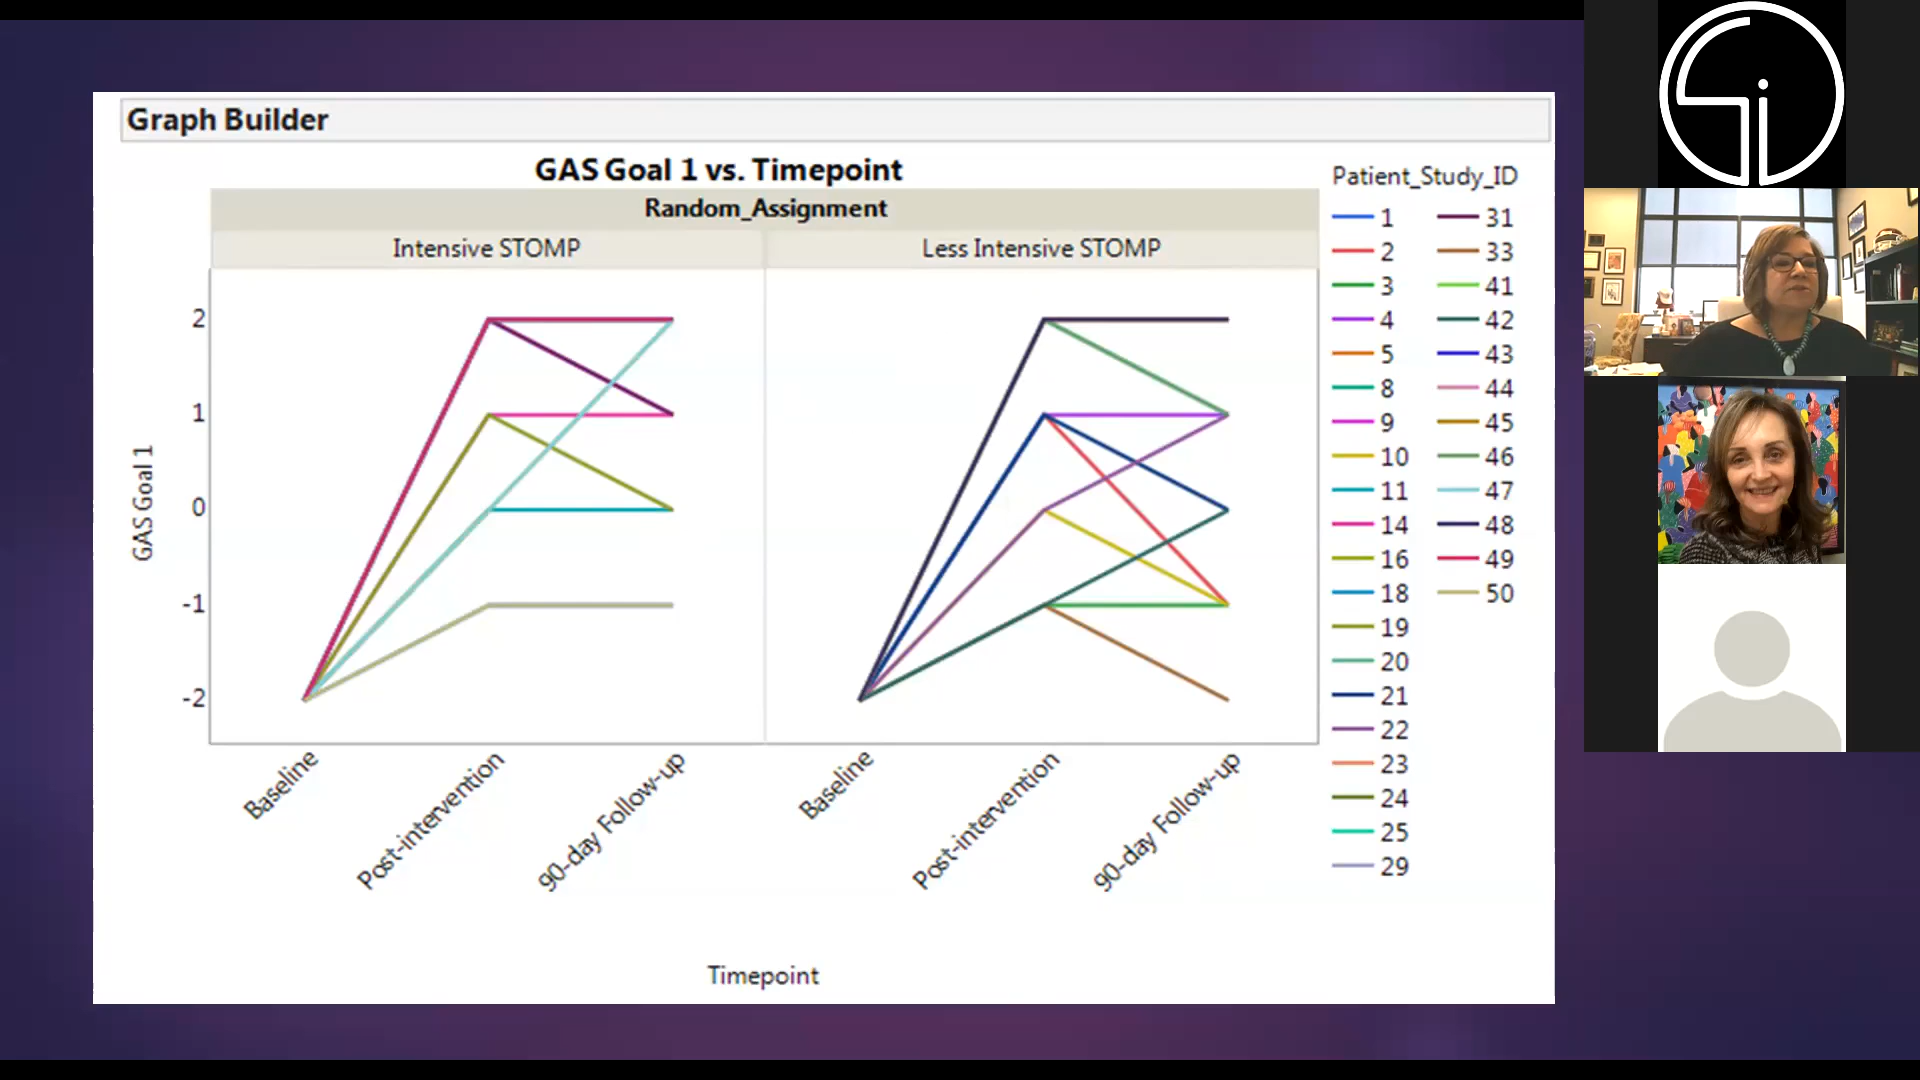 Graph Builder
GAS Goal 1 vs. Timepoint
Random_Assignment
Intensive STOMP
Less Intensive STOMP
GAS Goal 1
2
1
0
-1
-2
Baseline
Post-intervention
90-day Follow-up
Baseline
Post-intervention
90-day Follow-up
Timepoint
Patient_Study_ID
1
2
3
4
5
8
9
10
11
14
16
18
19
20
21
22
23
24
25
29
31
33
41
42
43
44
45
46
47
48
49
50